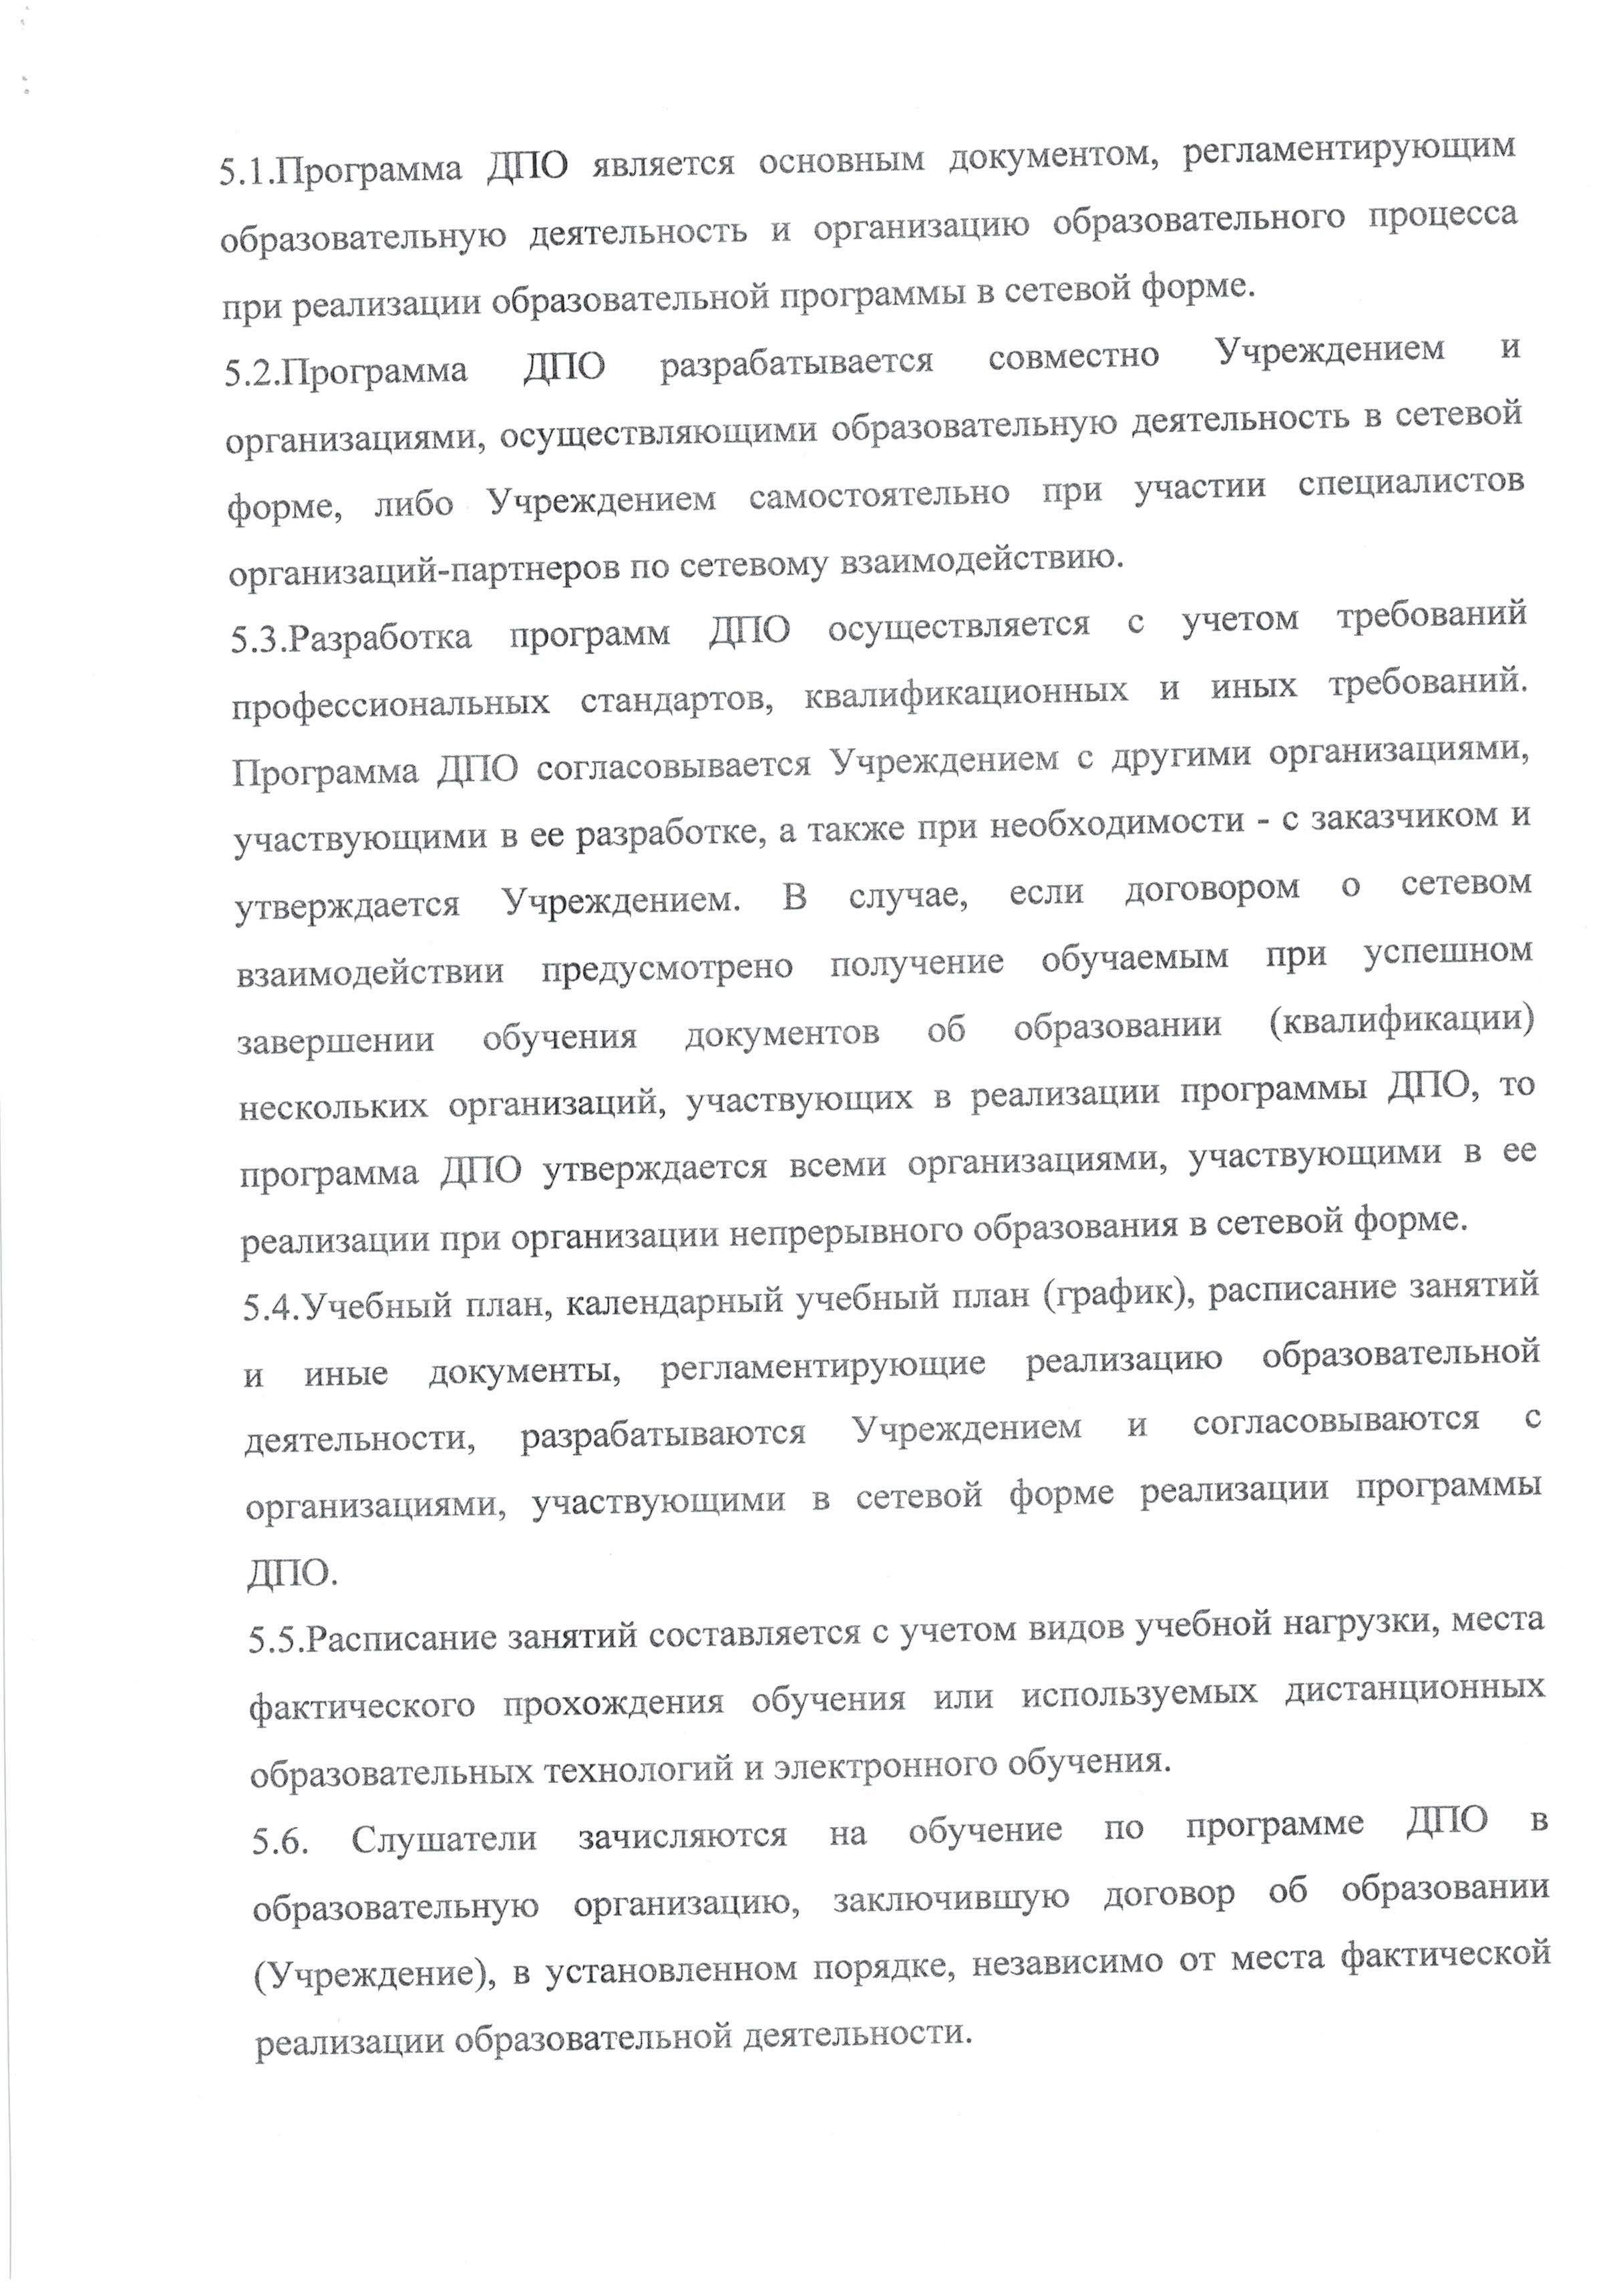 5.1.Программа ДПО является основным документом, регламентирующим
образовательную деятельность и организацию образовательного процесса
при реализации образовательной программы в сетевой форме.
5.2.Программа ДПО разрабатывается совместно Учреждением и
организациями, осуществляющими образовательную деятельность в сетевой
форме, либо Учреждением самостоятельно при участии специалистов
организаций-партнеров по сетевому взаимодействию.
5.3.Разработка программ ДПО осуществляется с учетом требований
профессиональных стандартов, квалификационных и иных требований.
Программа ДПО согласовывается Учреждением с другими организациями,
участвующими в ее разработке, а также при необходимости - с заказчиком и
утверждается Учреждением. В случае, если договором о сетевом
взаимодействии предусмотрено получение обучаемым при успешном
завершении обучения документов об образовании (квалификации)
нескольких организаций, участвующих в реализации программы ДПО, то
программа ДПО утверждается всеми организациями, участвующими в ее
реализации при организации непрерывного образования в сетевой форме.
5.4.Учебный план, календарный учебный план (график), расписание занятий
и иные документы, регламентирующие реализацию образовательной
деятельности, разрабатываются Учреждением и согласовываются с
организациями, участвующими в сетевой форме реализации программы
ДПО.
5.5.Расписание занятий составляется с учетом видов учебной нагрузки, места
фактического прохождения обучения или используемых дистанционных
образовательных технологий и электронного обучения.
5.6. Слушатели зачисляются на обучение по программе ДПО в
образовательную организацию, заключившую договор об образовании
(Учреждение), в установленном порядке, независимо от места фактической
реализации образовательной деятельности.